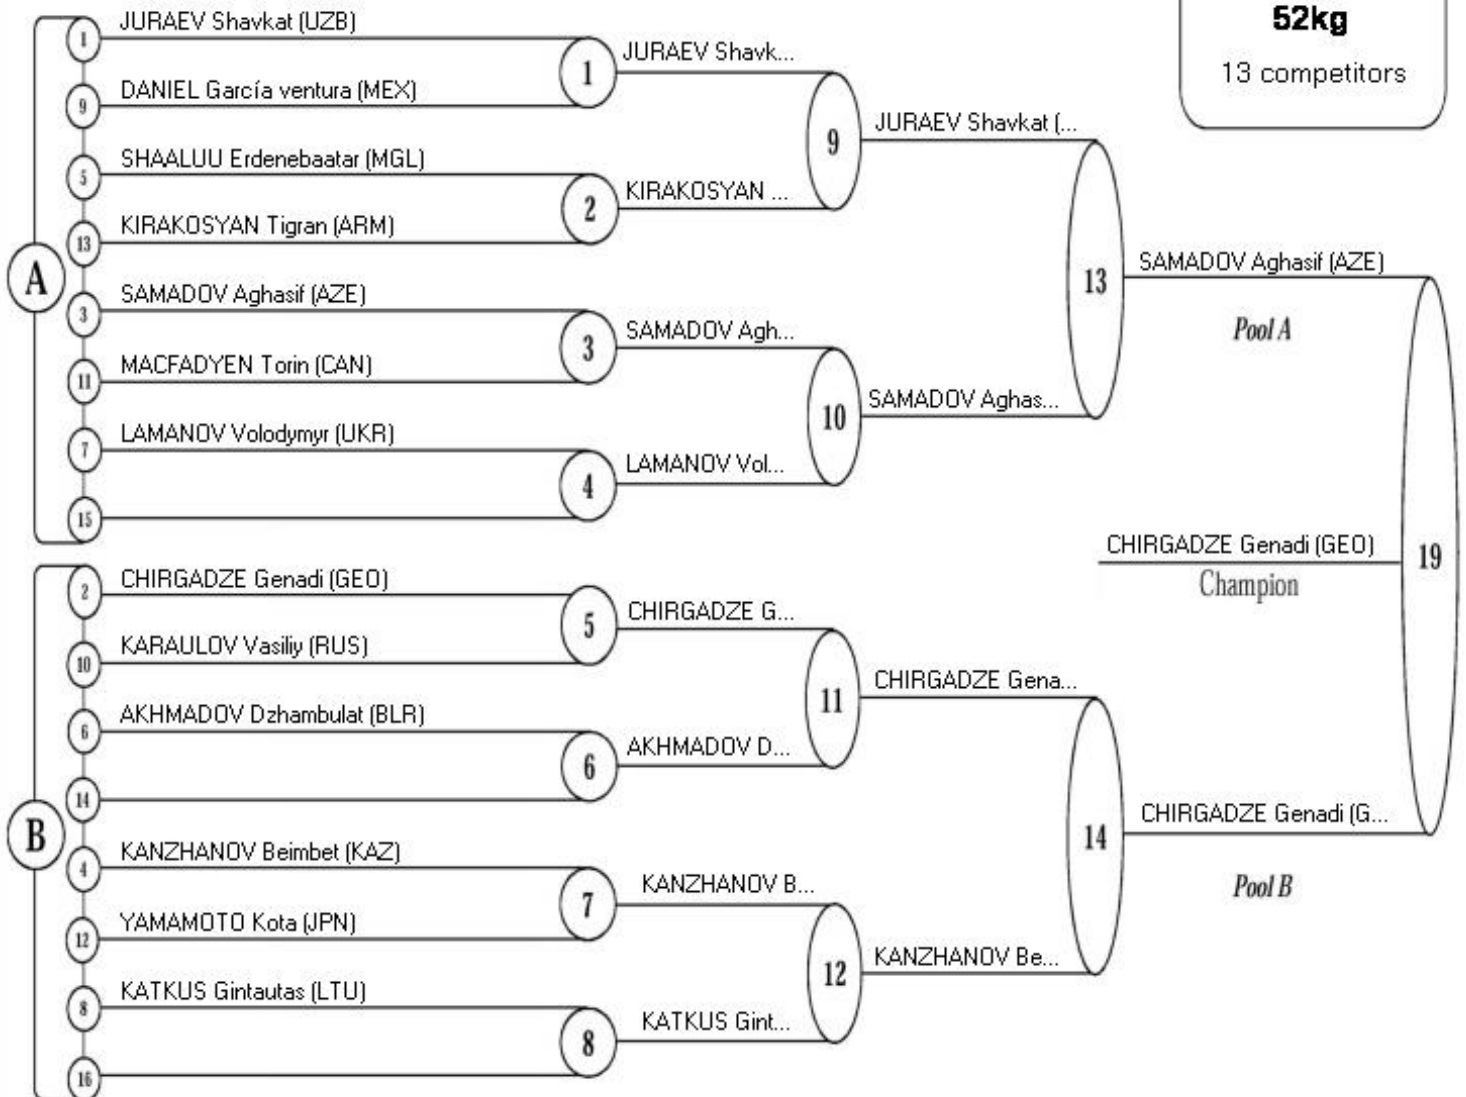 52kg
13 competitors
A
1
JURAEV Shavkat (UZB)
9
DANIEL García ventura (MEX)
5
SHAALUU Erdenebaatar (MGL)
13
KIRAKOSYAN Tigran (ARM)
3
SAMADOV Aghasif (AZE)
11
MACFADYEN Torin (CAN)
7
LAMANOV Volodymyr (UKR)
15
B
2
CHIRGADZE Genadi (GEO)
10
KARAULOV Vasiliy (RUS)
6
AKHMADOV Dzhambulat (BLR)
14
4
KANZHANOV Beimbet (KAZ)
12
YAMAMOTO Kota (JPN)
8
KATKUS Gintautas (LTU)
16
1
JURAEV Shavk...
2
KIRAKOSYAN ...
3
SAMADOV Agh...
4
LAMANOV Vol...
5
CHIRGADZE G...
6
AKHMADOV D...
7
KANZHANOV B...
8
KATKUS Gint...
9
JURAEV Shavkat (...
10
SAMADOV Aghas...
11
CHIRGADZE Gena...
12
KANZHANOV Be...
13
SAMADOV Aghasif (AZE)
Pool A
14
CHIRGADZE Genadi (G...
Pool B
CHIRGADZE Genadi (GEO)
Champion
19